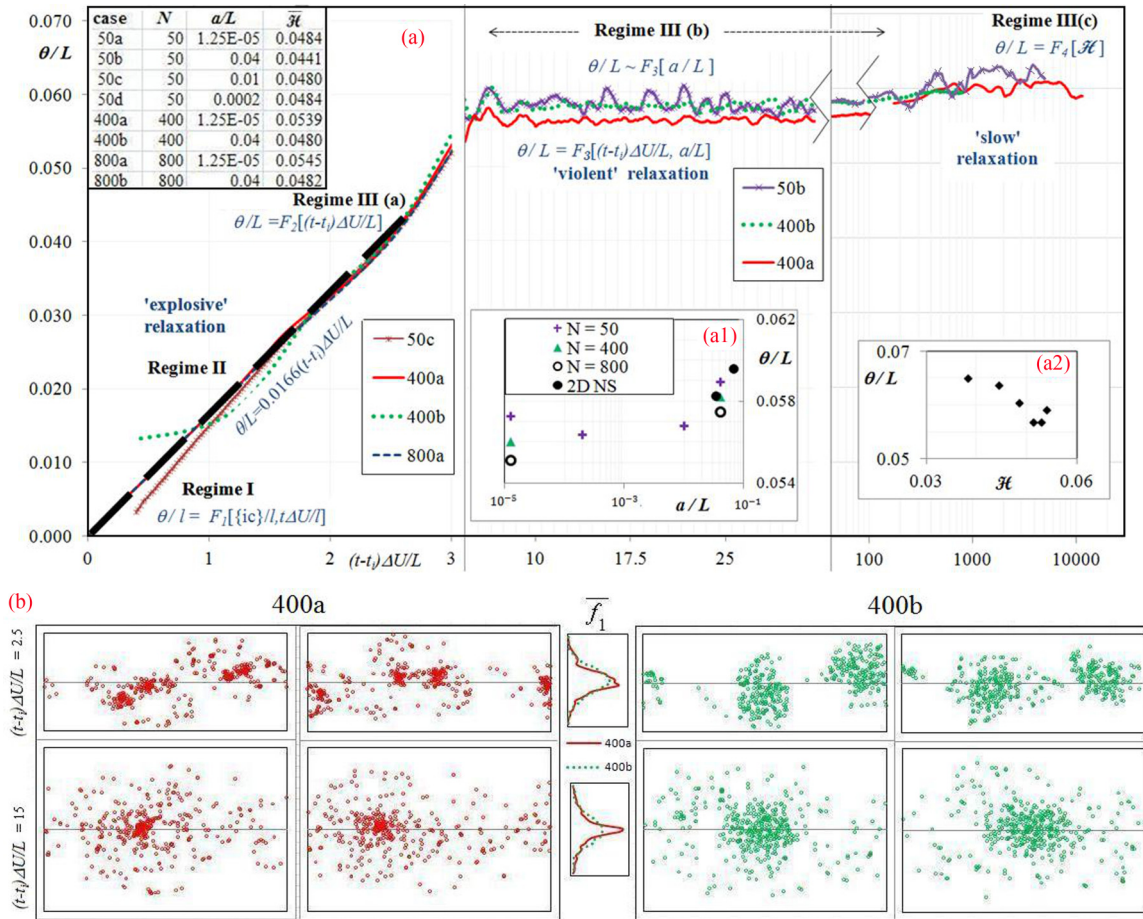 0.070
θ/L
0.060
0.050
0.040
0.030
0.020
0.010
0.000
case N a/L ℋ̅
50a 50 1.25E-05 0.0484
50b 50 0.04 0.0441
50c 50 0.01 0.0480
50d 50 0.0002 0.0484
400a 400 1.25E-05 0.0539
400b 400 0.04 0.0480
800a 800 1.25E-05 0.0545
800b 800 0.04 0.0482
(a)
Regime III (b)
θ/L ~ F₃[a/L]
θ/L = F₃[(t-tᵢ)ΔU/L, a/L]
'violent' relaxation
Regime III(c)
θ/L = F₄[ℋ]
'slow'
relaxation
50b
400b
400a
Regime III (a)
θ/L =F₂[(t-tᵢ)ΔU/L]
'explosive'
relaxation
Regime II
θ/L=0.0166(t-tᵢ)ΔU/L
Regime I
θ/l = F₁[{ic}/l,tΔU/l]
50c
400a
400b
800a
(a1)
N = 50
N = 400
N = 800
2D NS
0.062
θ/L
0.058
0.054
10⁻⁵ 10⁻³ a/L 10⁻¹
(a2)
0.07
θ/L
0.05
0.03 ℋ 0.06
0 1 2 (t-tᵢ)ΔU/L 3 10 17.5 25 100 1000 10000
(b)
400a f̅₁ 400b
(t-tᵢ)ΔU/L = 2.5
400a
400b
(t-tᵢ)ΔU/L = 15